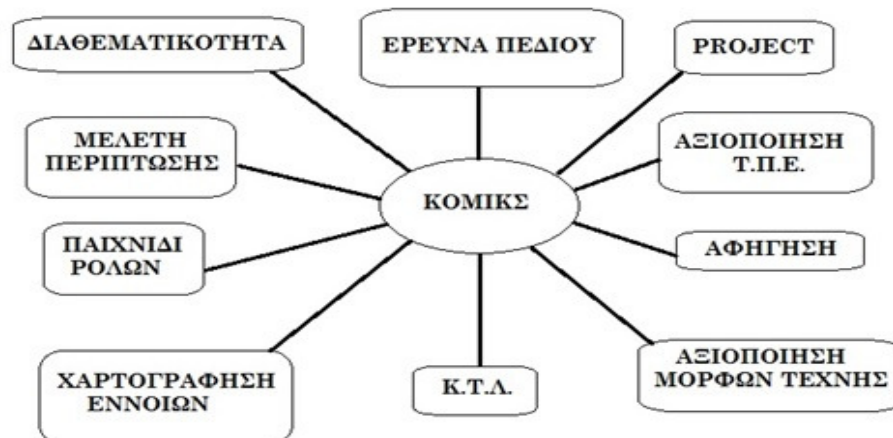 ΔΙΑΘΕΜΑΤΙΚΟΤΗΤΑ
ΕΡΕΥΝΑ ΠΕΔΙΟΥ
PROJECT
ΜΕΛΕΤΗ
ΠΕΡΙΠΤΩΣΗΣ
ΑΞΙΟΠΟΙΗΣΗ
Τ.Π.Ε.
ΚΟΜΙΚΣ
ΠΑΙΧΝΙΔΙ
ΡΟΛΩΝ
ΑΦΗΓΗΣΗ
ΧΑΡΤΟΓΡΑΦΗΣΗ
ΕΝΝΟΙΩΝ
Κ.Τ.Λ.
ΑΞΙΟΠΟΙΗΣΗ
ΜΟΡΦΩΝ ΤΕΧΝΗΣ